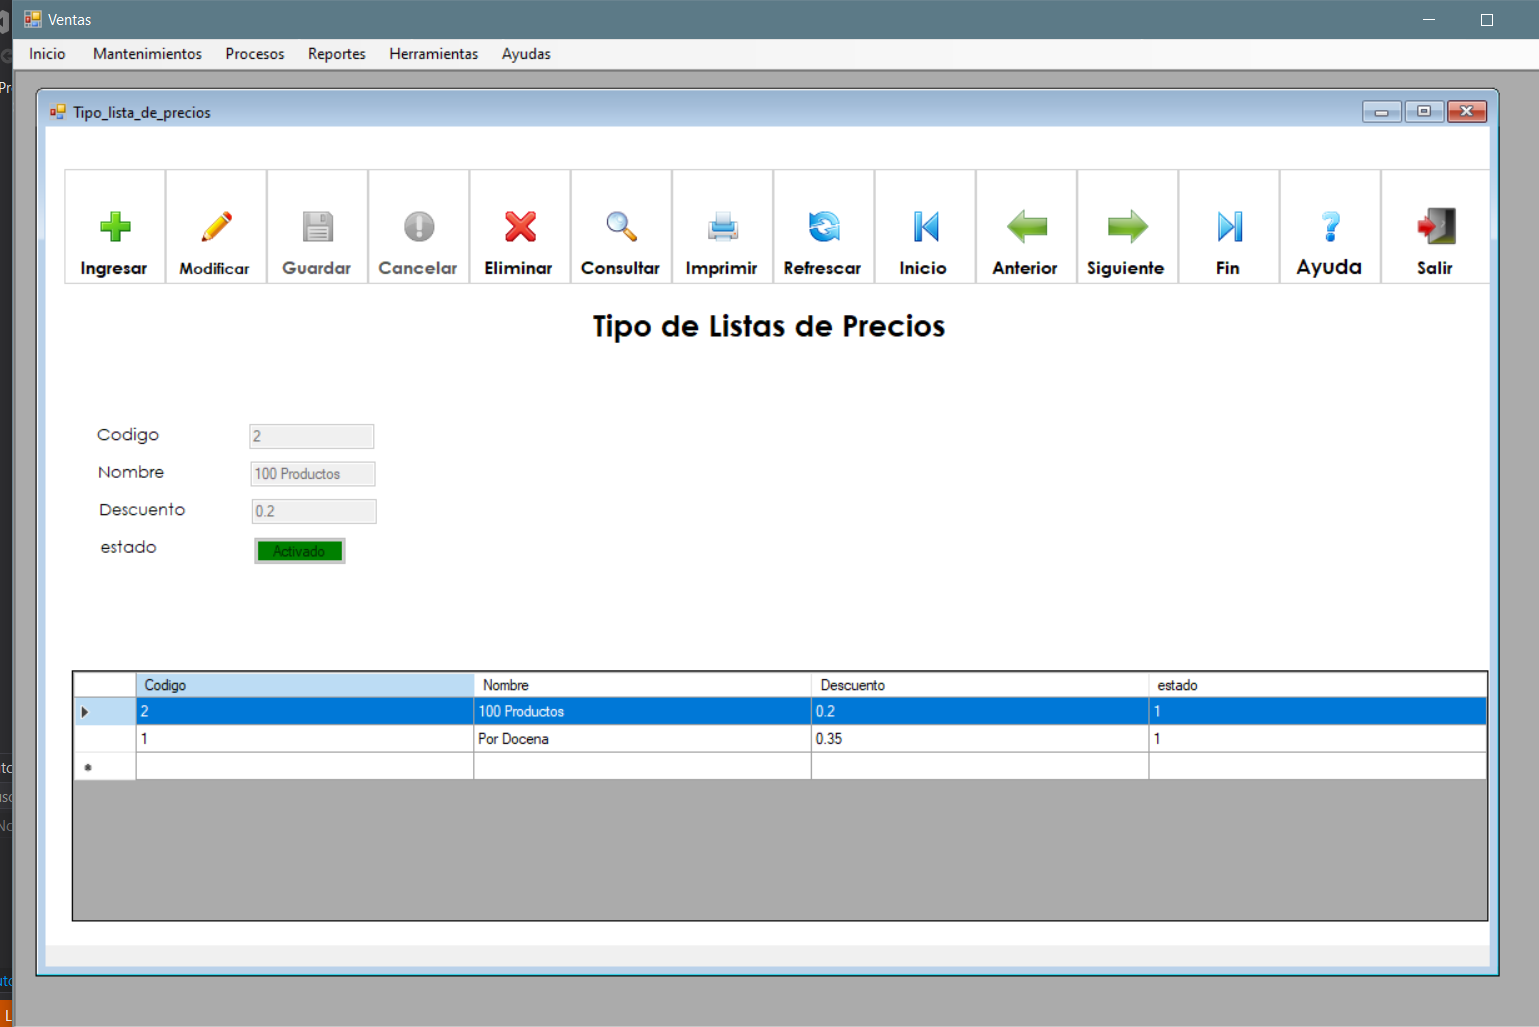 Ventas
Inicio Mantenimientos Procesos Reportes Herramientas Ayudas
Pr
Tipo_lista_de_precios
Ingresar Modificar Guardar Cancelar Eliminar Consultar Imprimir Refrescar Inicio Anterior Siguiente Fin Ayuda Salir
Tipo de Listas de Precios
Codigo 2
Nombre 100 Productos
Descuento 0.2
estado Activado
Codigo Nombre Descuento estado
2 100 Productos 0.2 1
1 Por Docena 0.35 1
L